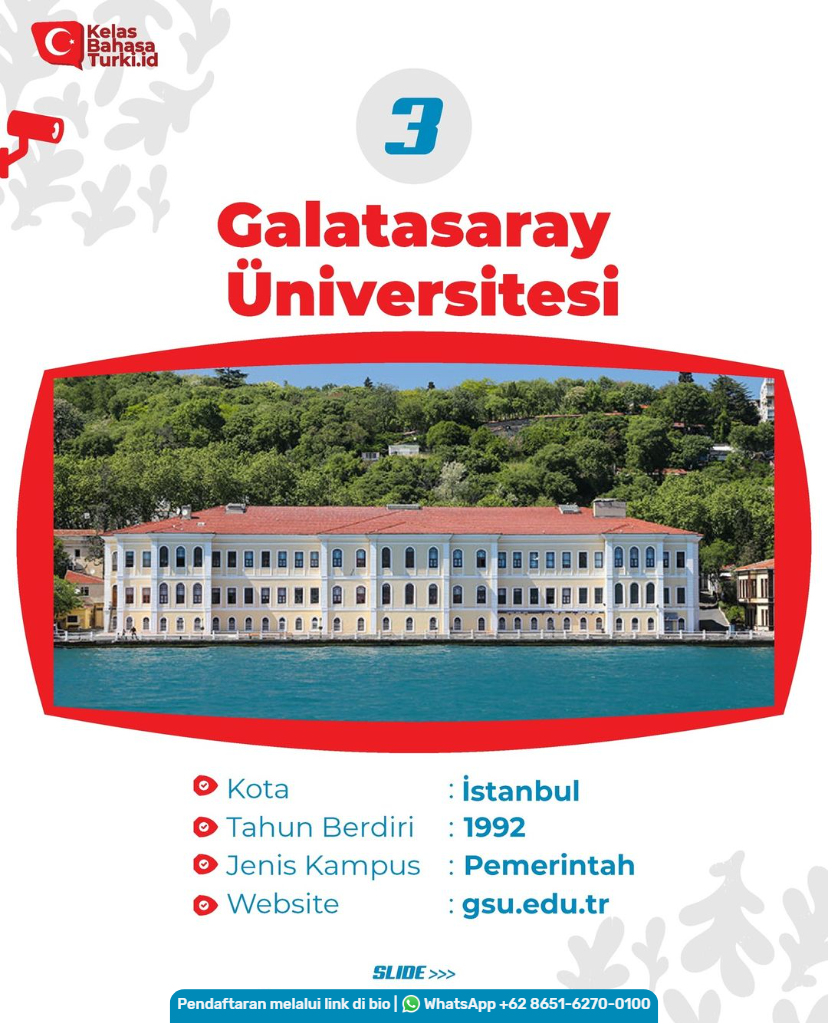 Kelas
Bahasa
Turki.id
3
Galatasaray
Üniversitesi
Kota : İstanbul
Tahun Berdiri : 1992
Jenis Kampus : Pemerintah
Website : gsu.edu.tr
SLIDE >>>
Pendaftaran melalui link di bio | WhatsApp +62 8651-6270-0100